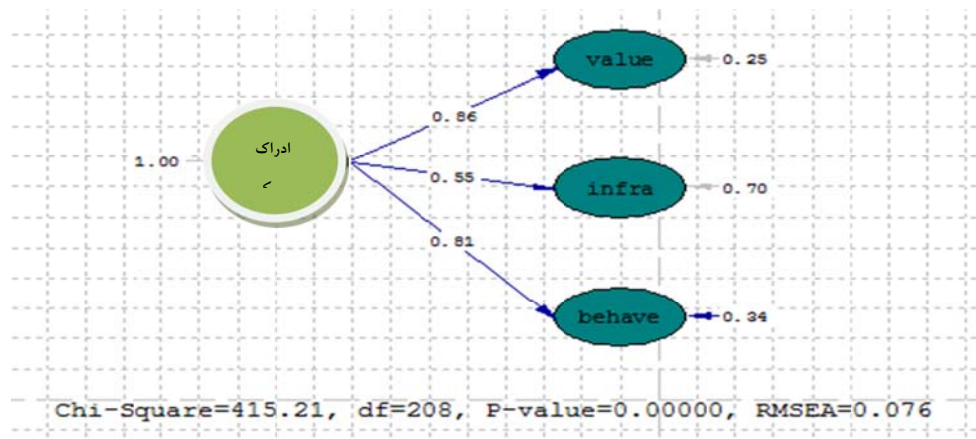 value
0.25
0.86
ادراک
1.00
0.55
infra
0.70
0.81
behave
0.34
Chi-Square=415.21, df=208, P-value=0.00000, RMSEA=0.076